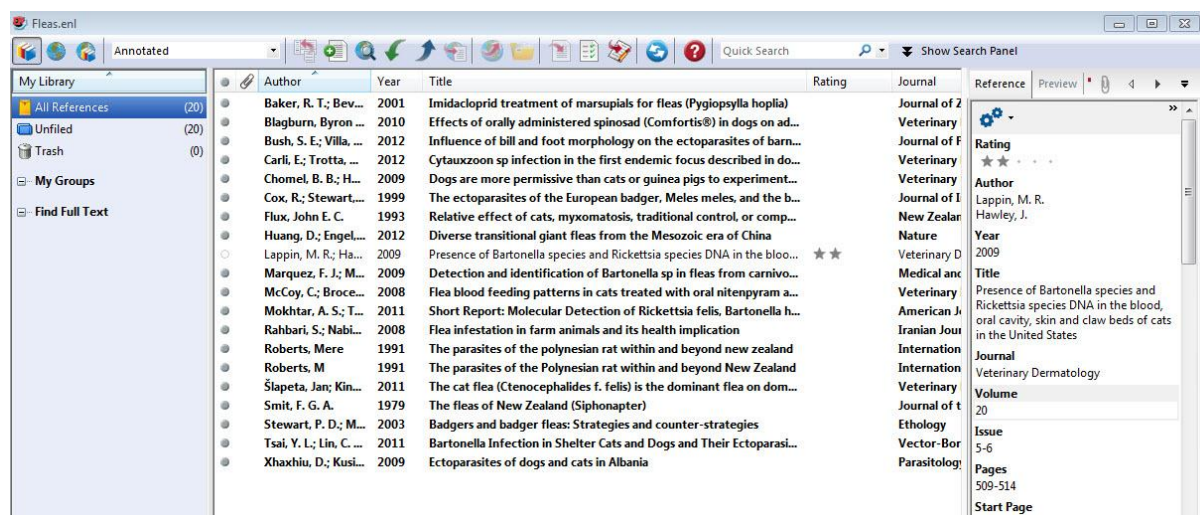 Fleas.enl
Annotated Quick Search Show Search Panel
My Library
All References (20)
Unfiled (20)
Trash (0)
My Groups
Find Full Text
Author Year Title Rating Journal
Baker, R. T.; Bev... 2001 Imidacloprid treatment of marsupials for fleas (Pygiopsylla hoplia) Journal of Z
Blagburn, Byron ... 2010 Effects of orally administered spinosad (Comfortis®) in dogs on ad... Veterinary
Bush, S. E.; Villa, ... 2012 Influence of bill and foot morphology on the ectoparasites of barn... Journal of P
Carli, E.; Trotta, ... 2012 Cytauxzoon sp infection in the first endemic focus described in do... Veterinary
Chomel, B. B.; H... 2009 Dogs are more permissive than cats or guinea pigs to experiment... Veterinary
Cox, R.; Stewart,... 1999 The ectoparasites of the European badger, Meles meles, and the b... Journal of I
Flux, John E. C. 1993 Relative effect of cats, myxomatosis, traditional control, or comp... New Zealan
Huang, D.; Engel,... 2012 Diverse transitional giant fleas from the Mesozoic era of China Nature
Lappin, M. R.; Ha... 2009 Presence of Bartonella species and Rickettsia species DNA in the bloo... ★★ Veterinary D
Marquez, F. J.; M... 2009 Detection and identification of Bartonella sp in fleas from carnivo... Medical and
McCoy, C.; Broce... 2008 Flea blood feeding patterns in cats treated with oral nitenpyram a... Veterinary
Mokhtar, A. S.; T... 2011 Short Report: Molecular Detection of Rickettsia felis, Bartonella h... American J
Rahbari, S.; Nabi... 2008 Flea infestation in farm animals and its health implication Iranian Jour
Roberts, Mere 1991 The parasites of the polynesian rat within and beyond new zealand Internation
Roberts, M 1991 The parasites of the Polynesian rat within and beyond New Zealand Internation
Šlapeta, Jan; Kin... 2011 The cat flea (Ctenocephalides f. felis) is the dominant flea on dom... Veterinary
Smit, F. G. A. 1979 The fleas of New Zealand (Siphonapter) Journal of t
Stewart, P. D.; M... 2003 Badgers and badger fleas: Strategies and counter-strategies Ethology
Tsai, Y. L.; Lin, C. ... 2011 Bartonella Infection in Shelter Cats and Dogs and Their Ectoparasi... Vector-Bor
Xhaxhiu, D.; Kusi... 2009 Ectoparasites of dogs and cats in Albania Parasitology
Reference Preview
Rating
★★
Author
Lappin, M. R.
Hawley, J.
Year
2009
Title
Presence of Bartonella species and
Rickettsia species DNA in the blood,
oral cavity, skin and claw beds of cats
in the United States
Journal
Veterinary Dermatology
Volume
20
Issue
5-6
Pages
509-514
Start Page